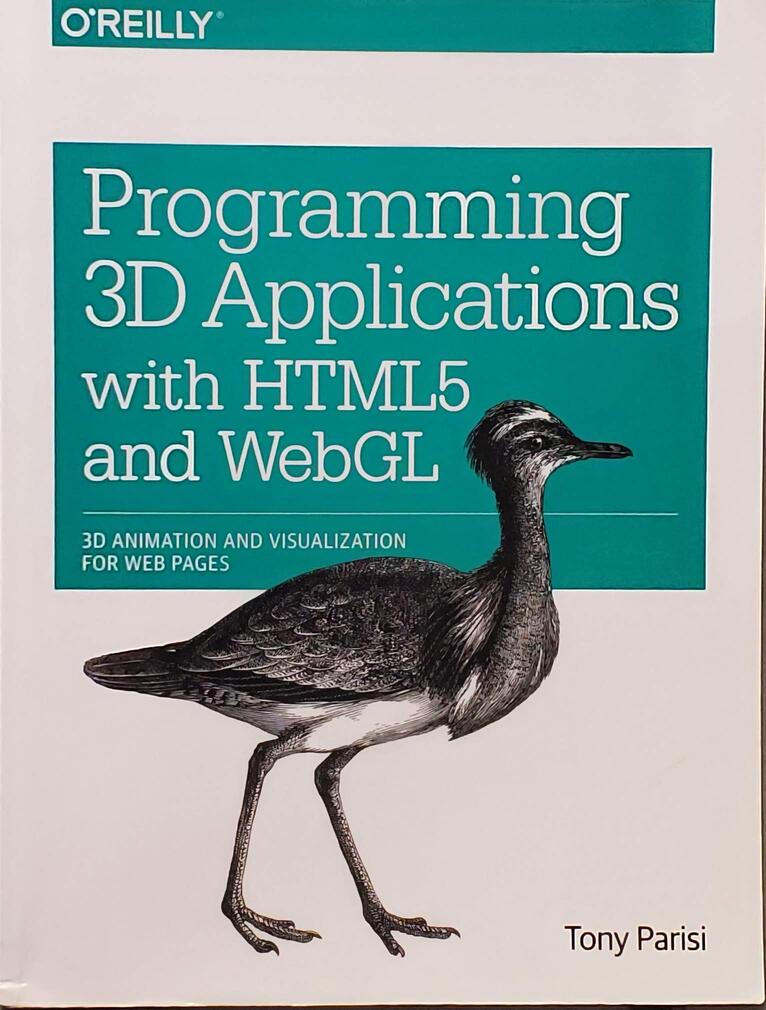 O'REILLY®
Programming
3D Applications
with HTML5
and WebGL
3D ANIMATION AND VISUALIZATION
FOR WEB PAGES
Tony Parisi